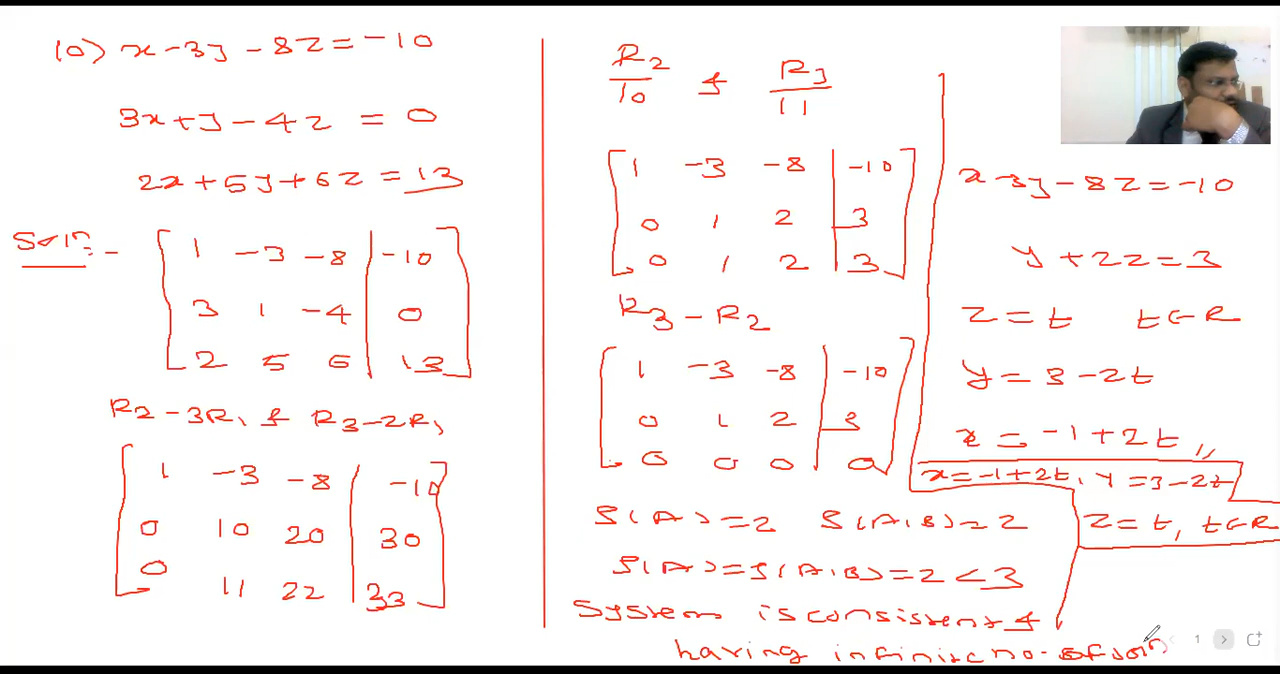 10) x - 3y - 8z = -10
3x + y - 4z = 0
2x + 5y + 6z = 13
Soln: -
1 -3 -8 | -10
3 1 -4 | 0
2 5 6 | 13
R2 - 3R1 & R3 - 2R1
1 -3 -8 | -10
0 10 20 | 30
0 11 22 | 33
R2/10 & R3/11
1 -3 -8 | -10
0 1 2 | 3
0 1 2 | 3
R3 - R2
1 -3 -8 | -10
0 1 2 | 3
0 0 0 | 0
ρ(A) = 2 ρ(A,B) = 2
ρ(A) = ρ(A,B) = 2 < 3
System is consistent &
having infinite no. of soln
x - 3y - 8z = -10
y + 2z = 3
z = t t ∈ R
y = 3 - 2t
x = -1 + 2t,,
x = -1 + 2t, y = 3 - 2t
z = t, t ∈ R
1